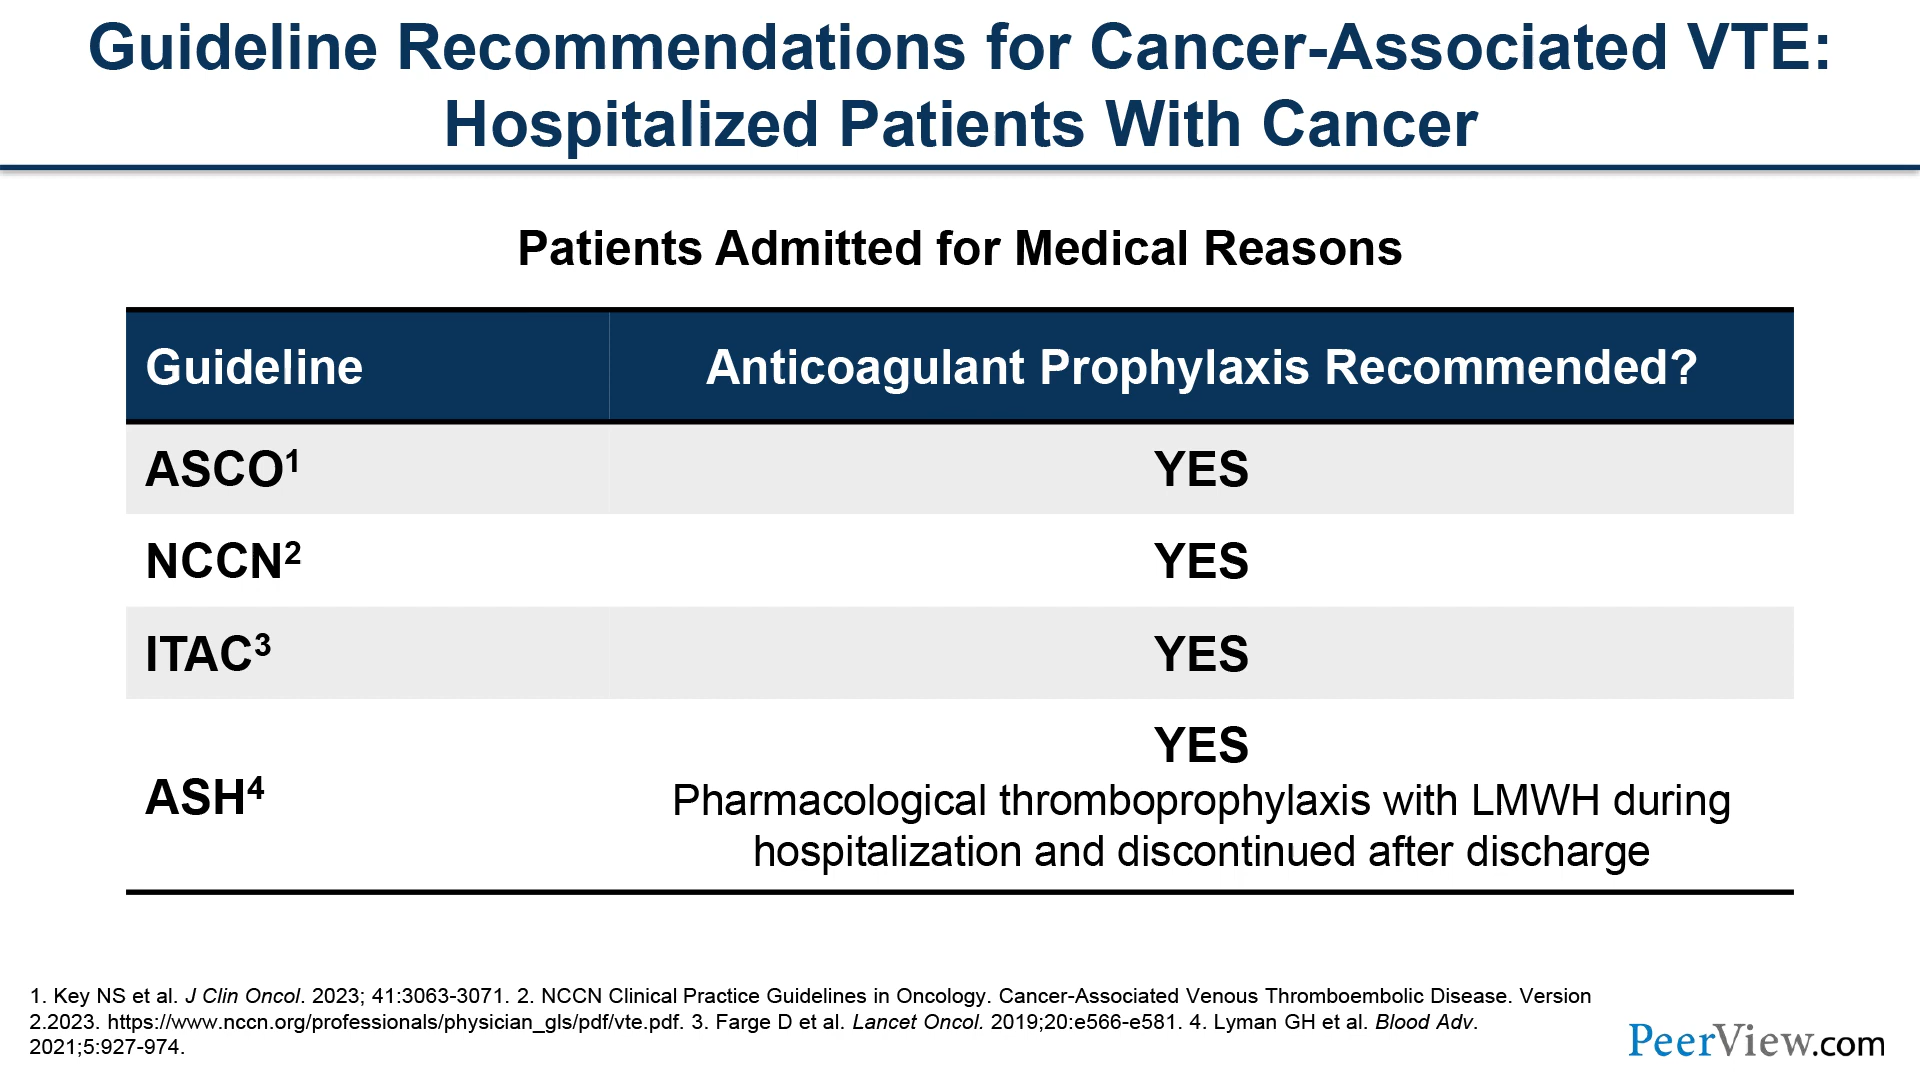 Guideline Recommendations for Cancer-Associated VTE:
Hospitalized Patients With Cancer
Patients Admitted for Medical Reasons
Guideline Anticoagulant Prophylaxis Recommended?
ASCO¹ YES
NCCN² YES
ITAC³ YES
YES
ASH⁴ Pharmacological thromboprophylaxis with LMWH during
hospitalization and discontinued after discharge
1. Key NS et al. J Clin Oncol. 2023; 41:3063-3071. 2. NCCN Clinical Practice Guidelines in Oncology. Cancer-Associated Venous Thromboembolic Disease. Version
2.2023. https://www.nccn.org/professionals/physician_gls/pdf/vte.pdf. 3. Farge D et al. Lancet Oncol. 2019;20:e566-e581. 4. Lyman GH et al. Blood Adv.
2021;5:927-974.
PeerView.com